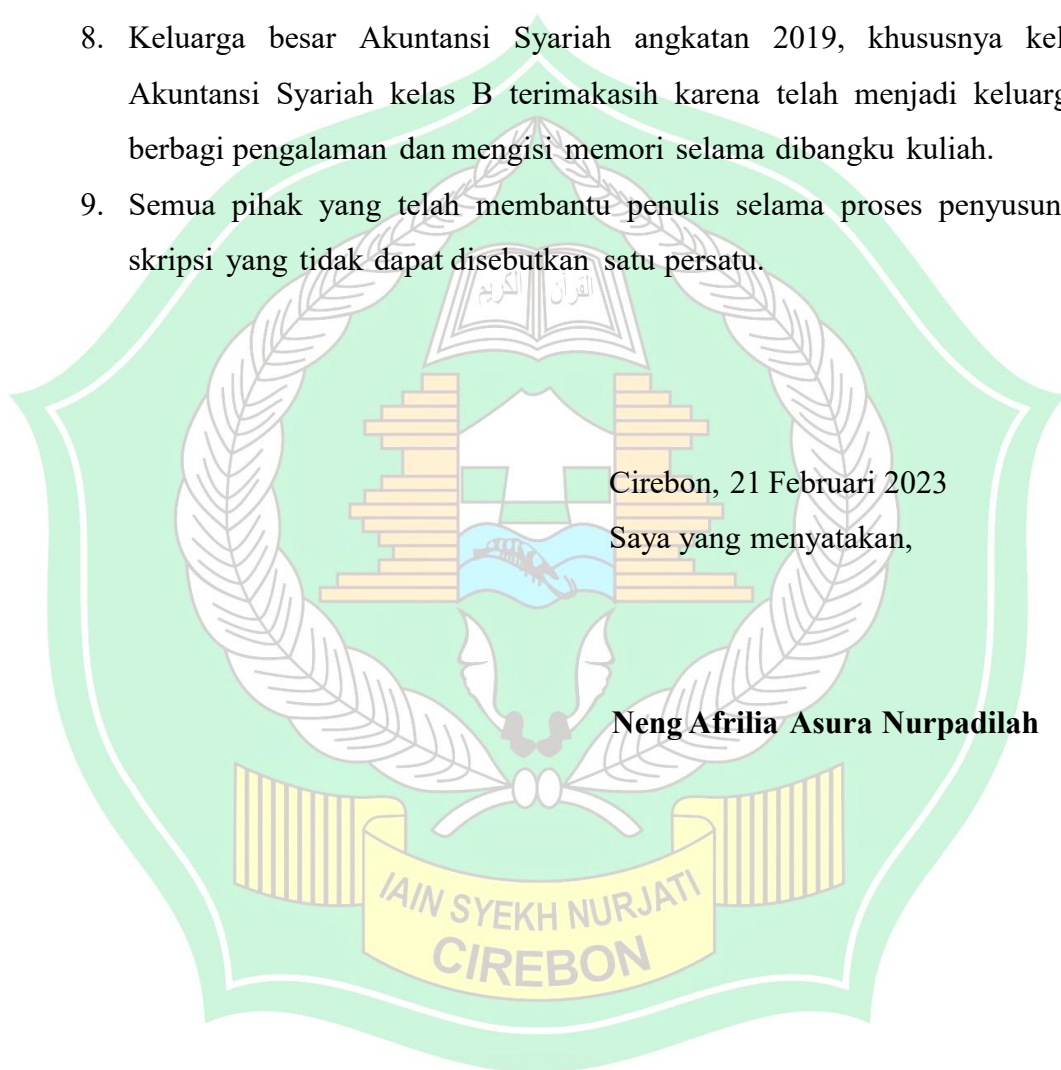 8. Keluarga besar Akuntansi Syariah angkatan 2019, khususnya
Akuntansi Syariah kelas B terimakasih karena telah menjadi
berbagi pengalaman dan mengisi memori selama dibangku kuliah.
9. Semua pihak yang telah membantu penulis selama proses
skripsi yang tidak dapat disebutkan satu persatu.
القرآن الكريم
Cirebon, 21 Februari 2023
Saya yang menyatakan,
Neng Afrilia Asura Nurpadilah
IAIN SYEKH NURJATI
CIREBON